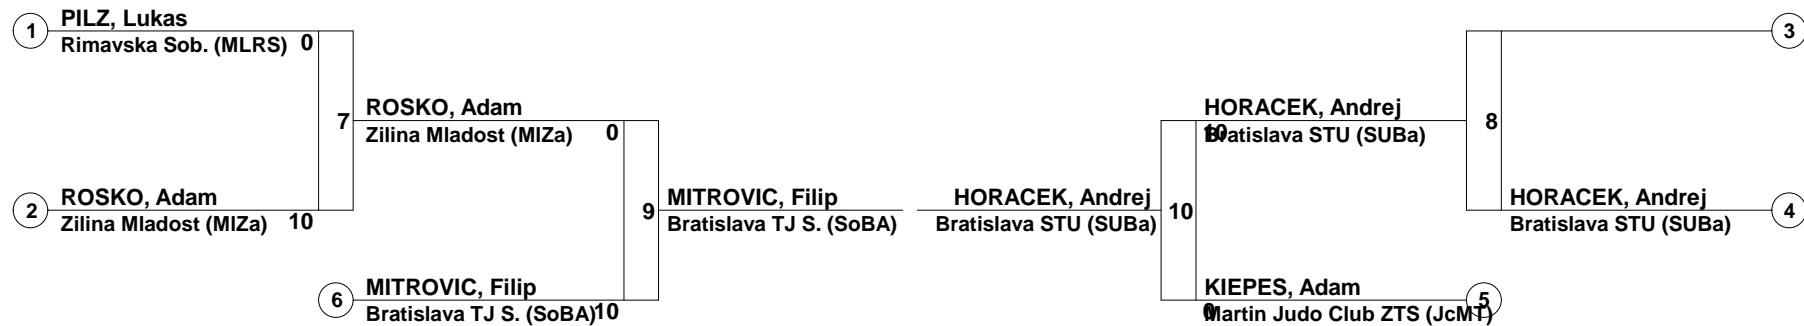 1 PILZ, Lukas
Rimavska Sob. (MLRS) 0
3
7 ROSKO, Adam
Zilina Mladost (MIZa) 0
HORACEK, Andrej
10 Bratislava STU (SUBa)
8
2 ROSKO, Adam
Zilina Mladost (MIZa) 10
9 MITROVIC, Filip
Bratislava TJ S. (SoBA)
HORACEK, Andrej 10
Bratislava STU (SUBa)
HORACEK, Andrej 4
Bratislava STU (SUBa)
6 MITROVIC, Filip
Bratislava TJ S. (SoBA) 10
KIEPES, Adam 5
0 Martin Judo Club ZTS (JcMT)